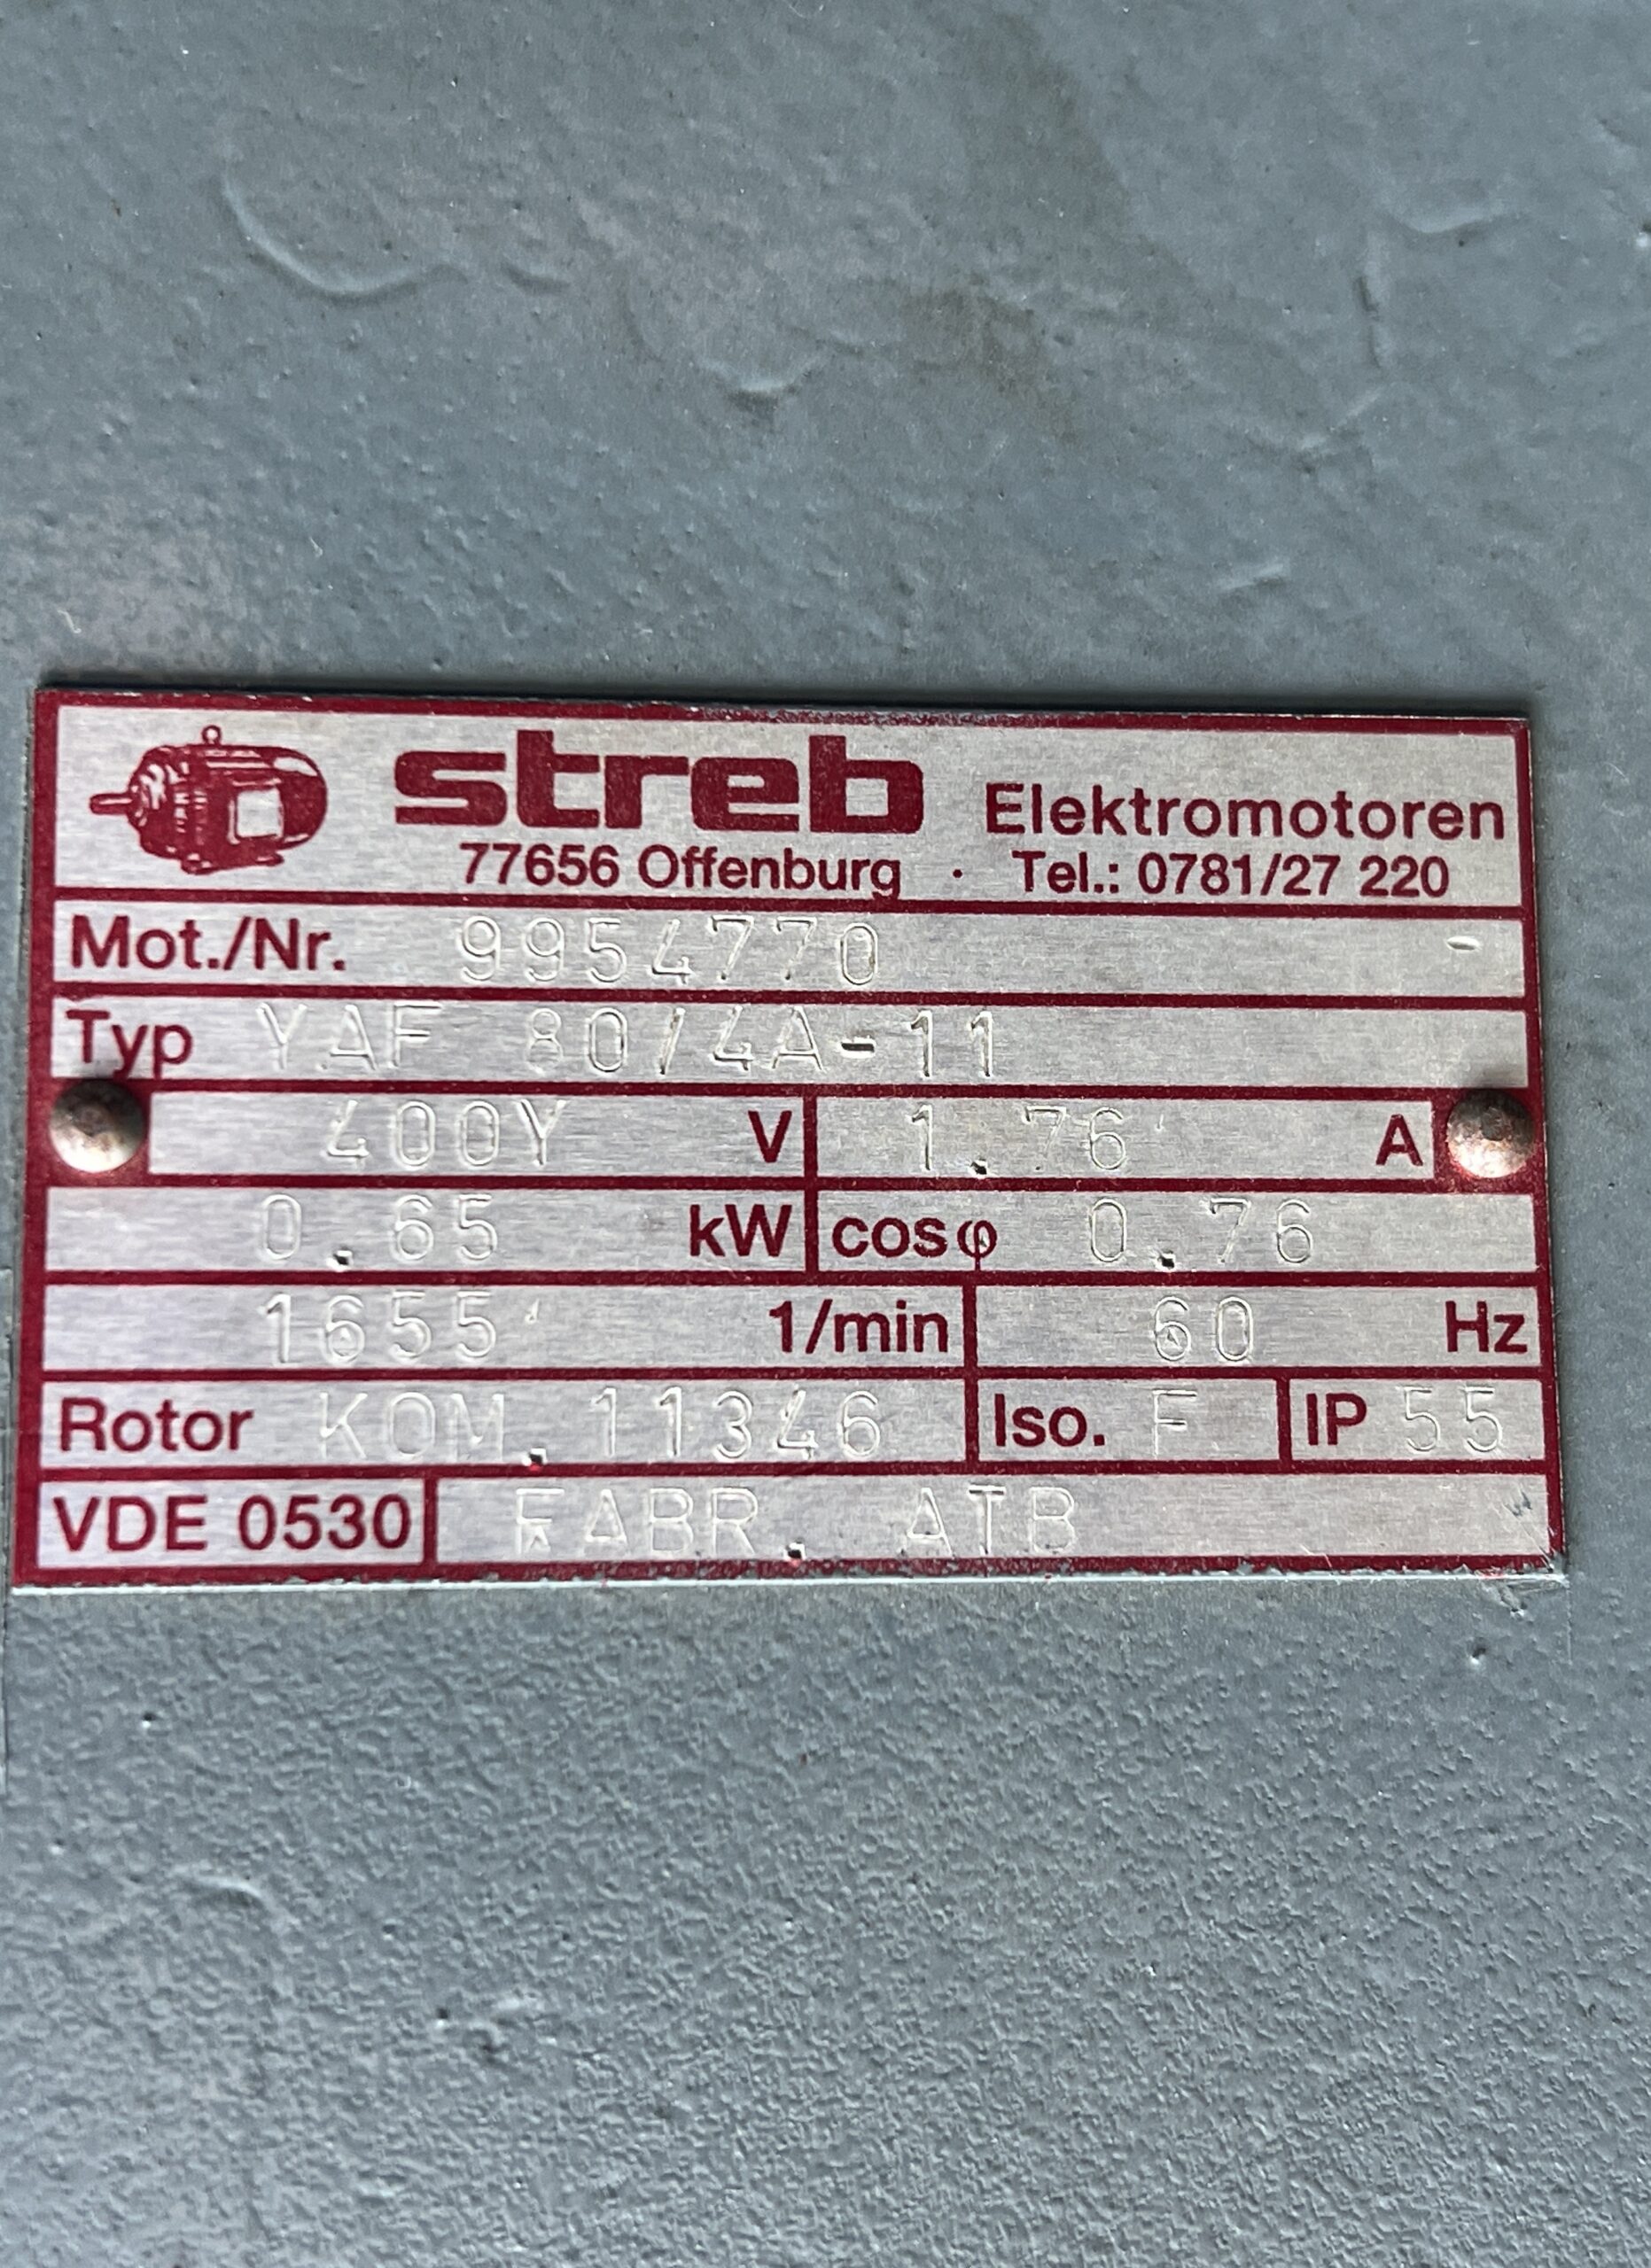 streb Elektromotoren
77656 Offenburg · Tel.: 0781/27 220
Mot./Nr. 9954770
Typ YAF 80/4A-11
400Y V 1.76 A
0.65 kW cosφ 0.76
1655 1/min 60 Hz
Rotor KOM.11346 Iso. F IP 55
VDE 0530 FABR. ATB